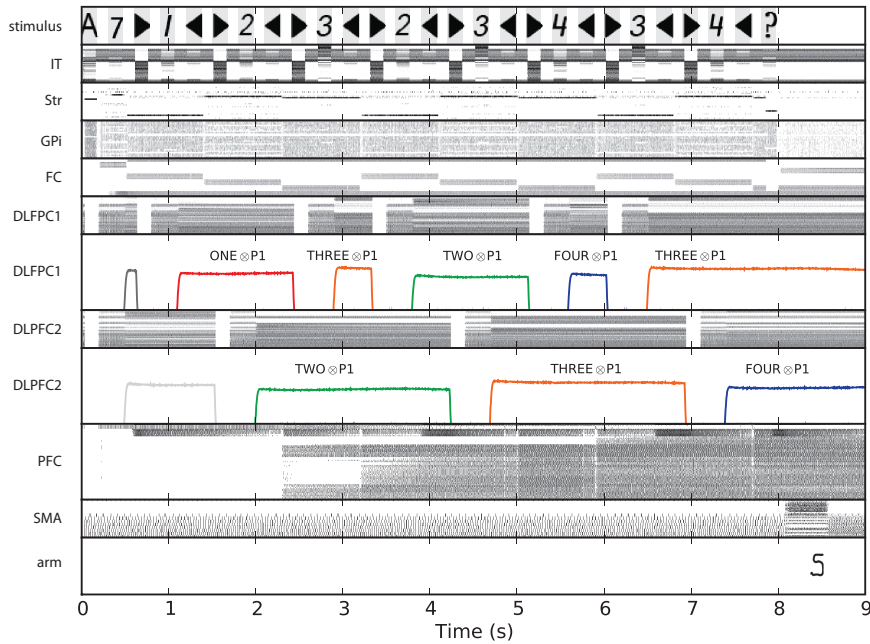 stimulus A 7 ▶ 1 ◀ ▶ 2 ◀ ▶ 3 ◀ ▶ 2 ◀ ▶ 3 ◀ ▶ 4 ◀ ▶ 3 ◀ ▶ 4 ◀ ?
IT
Str
GPi
FC
DLFPC1
DLFPC1 ONE⊗P1 THREE⊗P1 TWO⊗P1 FOUR⊗P1 THREE⊗P1
DLPFC2
DLPFC2 TWO⊗P1 THREE⊗P1 FOUR⊗P1
PFC
SMA
arm 5
0 1 2 3 4 5 6 7 8 9
Time (s)